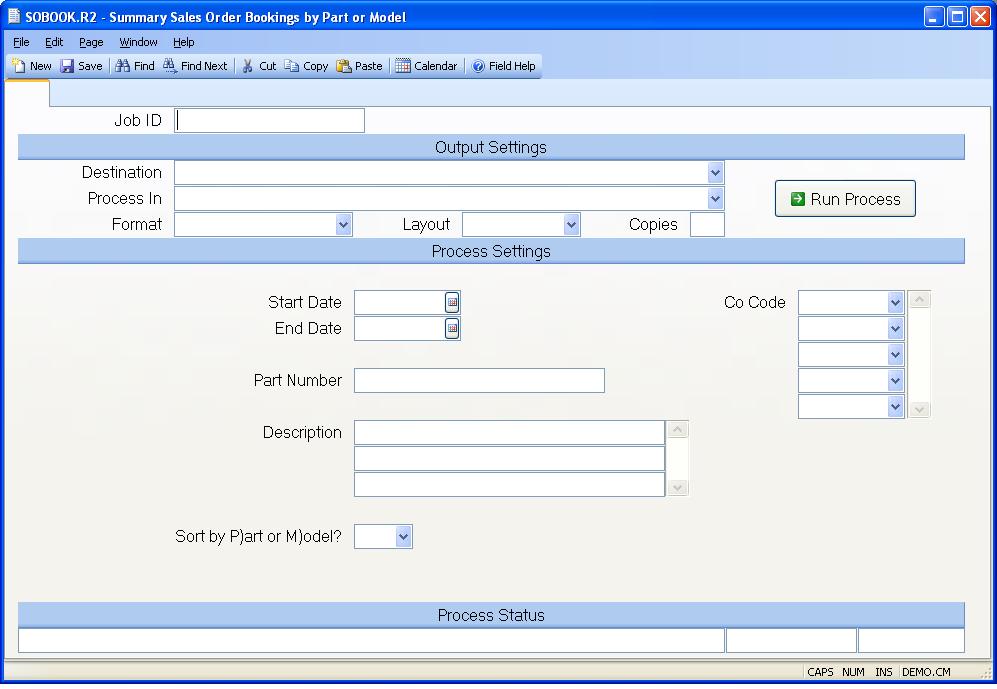 SOBOOK.R2 - Summary Sales Order Bookings by Part or Model
File Edit Page Window Help
New Save Find Find Next Cut Copy Paste Calendar Field Help
Job ID
Output Settings
Destination
Process In
Run Process
Format Layout Copies
Process Settings
Start Date Co Code
End Date
Part Number
Description
Sort by P)art or M)odel?
Process Status
CAPS NUM INS DEMO.CM